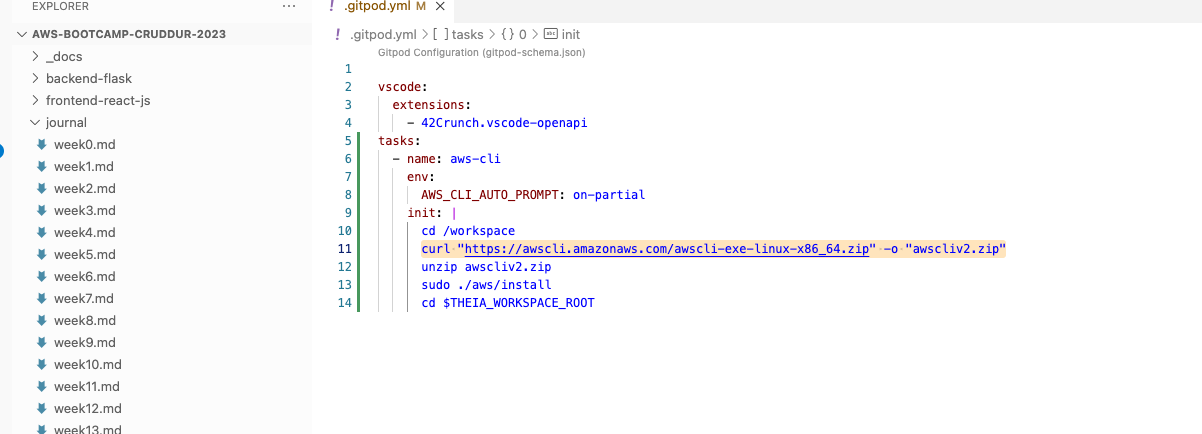 EXPLORER
···
AWS-BOOTCAMP-CRUDDUR-2023
_docs
backend-flask
frontend-react-js
journal
week0.md
week1.md
week2.md
week3.md
week4.md
week5.md
week6.md
week7.md
week8.md
week9.md
week10.md
week11.md
week12.md
week13.md
! .gitpod.yml M ×
! .gitpod.yml > [ ] tasks > {} 0 > abc init
Gitpod Configuration (gitpod-schema.json)
1
2 vscode:
3   extensions:
4     - 42Crunch.vscode-openapi
5 tasks:
6   - name: aws-cli
7     env:
8       AWS_CLI_AUTO_PROMPT: on-partial
9     init: |
10       cd /workspace
11       curl "https://awscli.amazonaws.com/awscli-exe-linux-x86_64.zip" -o "awscliv2.zip"
12       unzip awscliv2.zip
13       sudo ./aws/install
14       cd $THEIA_WORKSPACE_ROOT